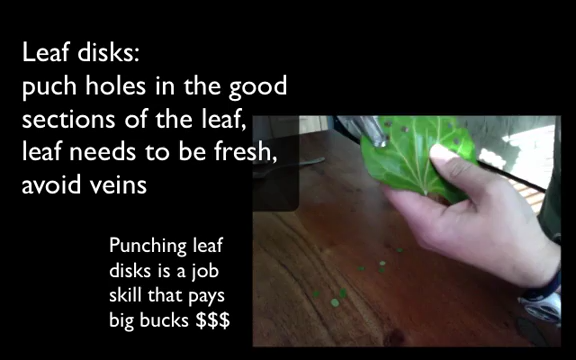 Leaf disks:
puch holes in the good
sections of the leaf,
leaf needs to be fresh,
avoid veins
Punching leaf
disks is a job
skill that pays
big bucks $$$